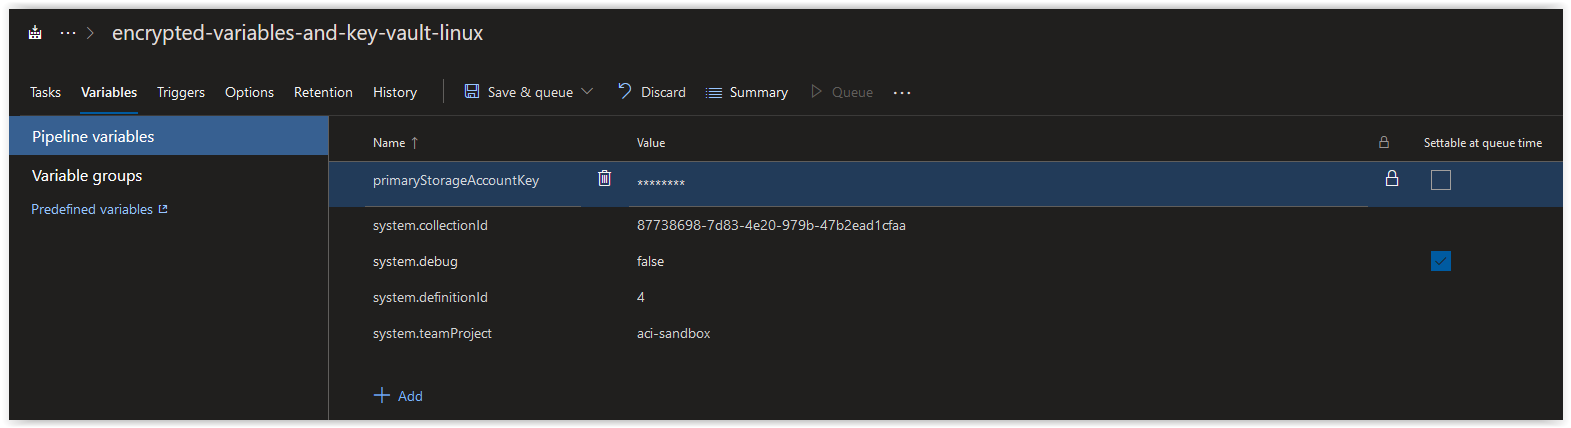 ··· > encrypted-variables-and-key-vault-linux
Tasks Variables Triggers Options Retention History Save & queue Discard Summary Queue ···
Pipeline variables
Variable groups
Predefined variables
Name ↑ Value Settable at queue time
primaryStorageAccountKey ********
system.collectionId 87738698-7d83-4e20-979b-47b2ead1cfaa
system.debug false
system.definitionId 4
system.teamProject aci-sandbox
+ Add